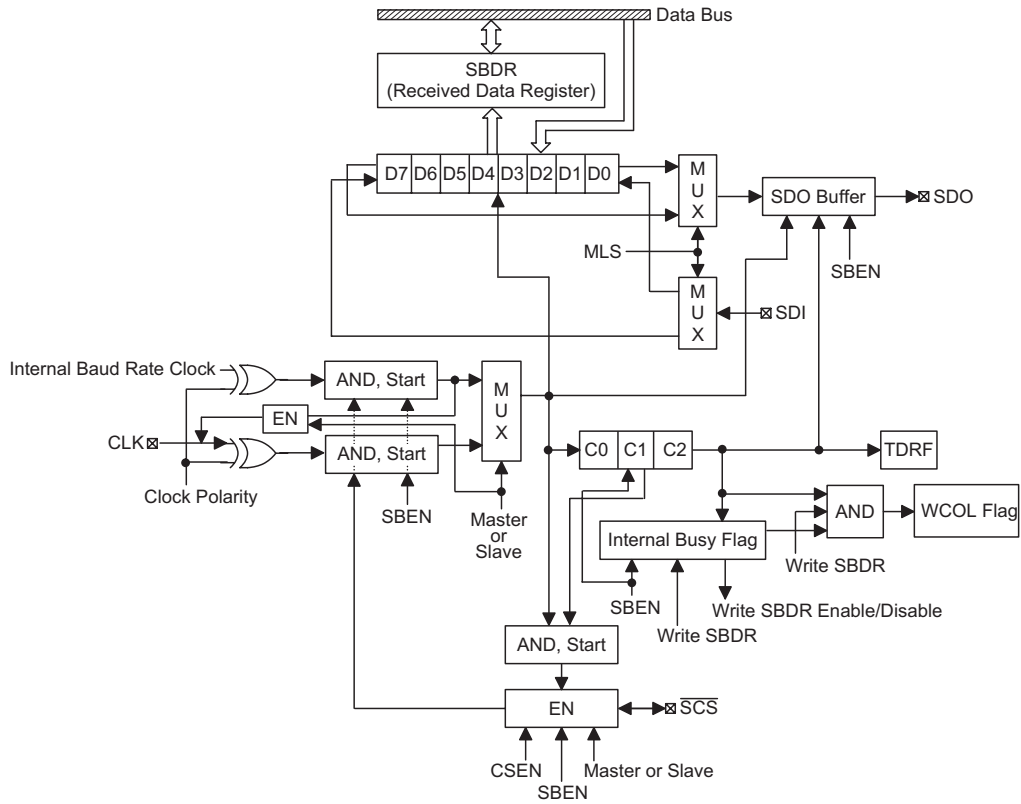 Data Bus
SBDR
(Received Data Register)
D7 D6 D5 D4 D3 D2 D1 D0
M
U
X
SDO Buffer
SDO
MLS
SBEN
M
U
X
SDI
Internal Baud Rate Clock
AND, Start
M
U
X
EN
CLK
AND, Start
Clock Polarity
SBEN
Master
or
Slave
C0 C1 C2
TDRF
AND
WCOL Flag
Internal Busy Flag
Write SBDR
SBEN
Write SBDR Enable/Disable
Write SBDR
AND, Start
EN
SCS
CSEN
Master or Slave
SBEN